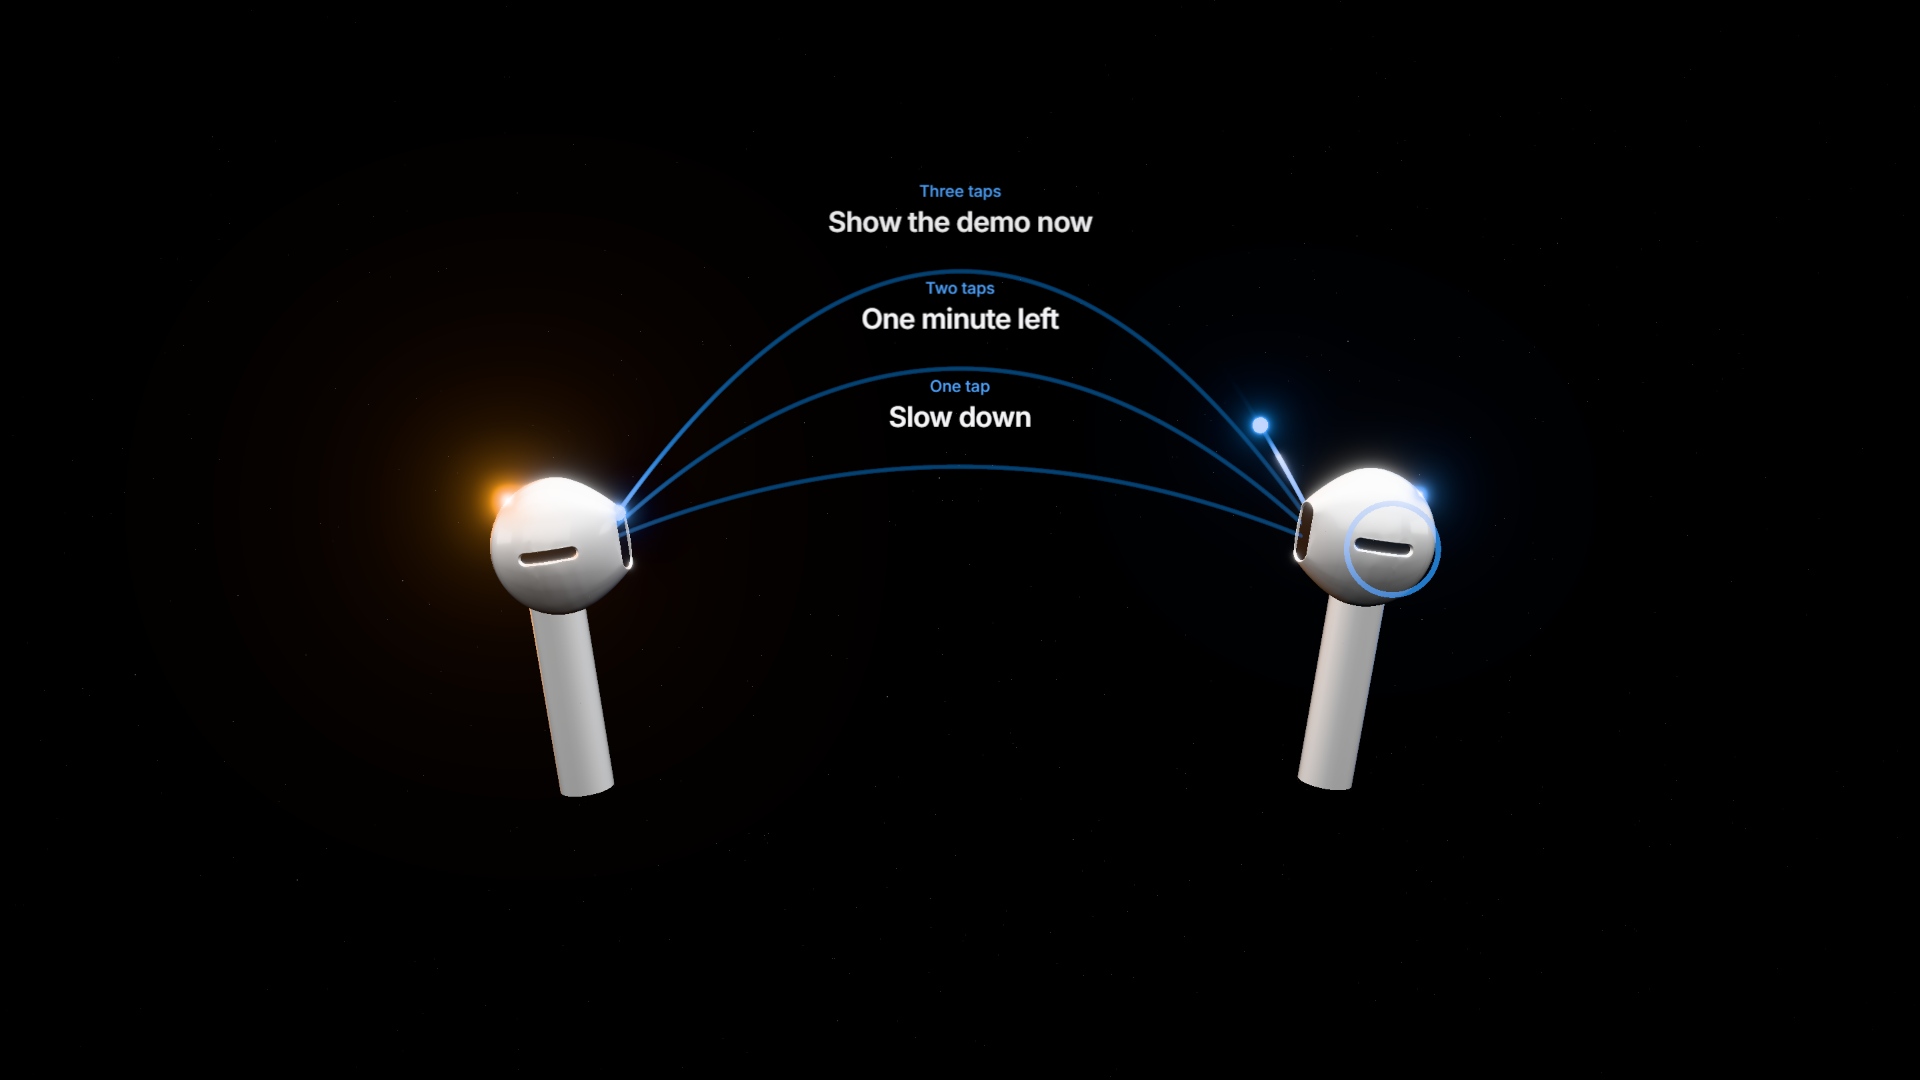 Three taps
Show the demo now
Two taps
One minute left
One tap
Slow down